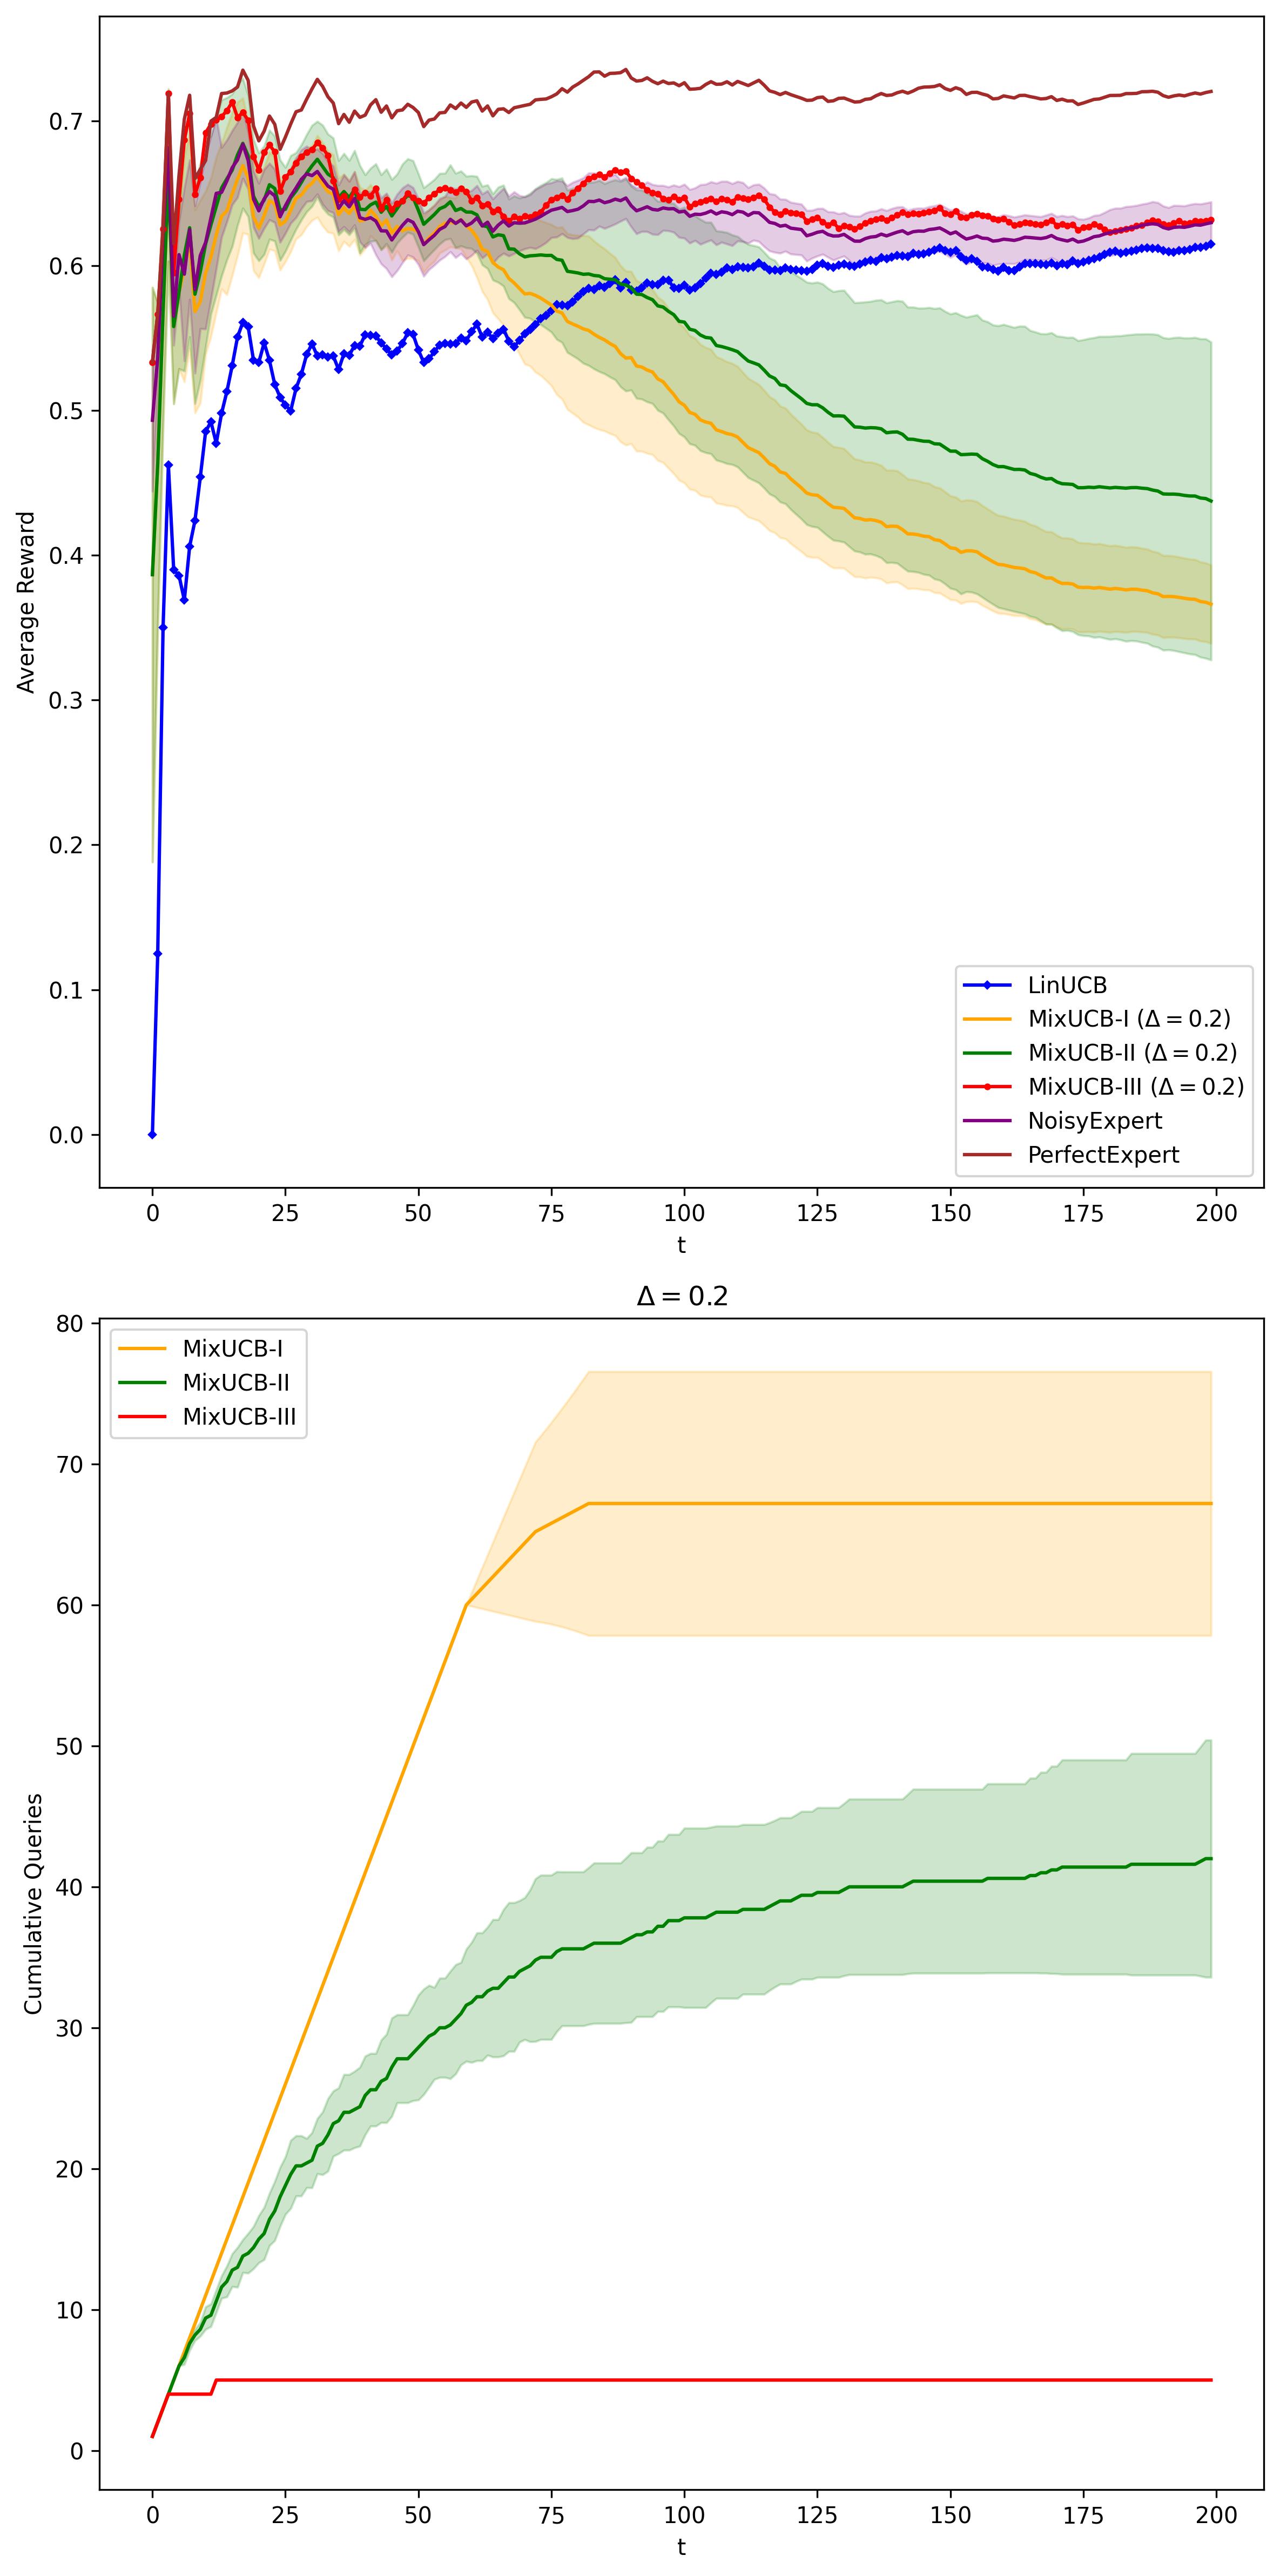 0.7
0.6
0.5
0.4
0.3
0.2
0.1
0.0
Average Reward
LinUCB
MixUCB-I (Δ = 0.2)
MixUCB-II (Δ = 0.2)
MixUCB-III (Δ = 0.2)
NoisyExpert
PerfectExpert
0 25 50 75 100 125 150 175 200
t
Δ = 0.2
80
70
60
50
40
30
20
10
0
Cumulative Queries
MixUCB-I
MixUCB-II
MixUCB-III
0 25 50 75 100 125 150 175 200
t